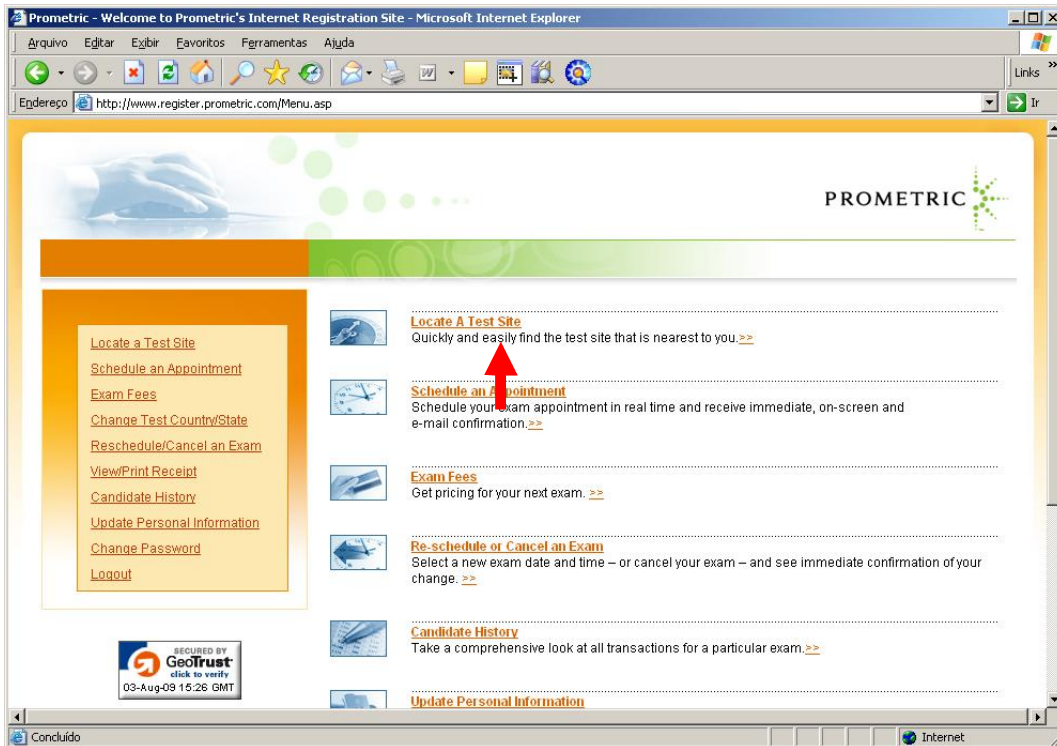 Prometric - Welcome to Prometric's Internet Registration Site - Microsoft Internet Explorer
Arquivo Editar Exibir Favoritos Ferramentas Ajuda
Links »
Endereço http://www.register.prometric.com/Menu.asp Ir
PROMETRIC
Locate a Test Site
Schedule an Appointment
Exam Fees
Change Test Country/State
Reschedule/Cancel an Exam
View/Print Receipt
Candidate History
Update Personal Information
Change Password
Logout
SECURED BY
GeoTrust
click to verify
03-Aug-09 15:26 GMT
Locate A Test Site
Quickly and easily find the test site that is nearest to you.>>
Schedule an Appointment
Schedule your exam appointment in real time and receive immediate, on-screen and
e-mail confirmation.>>
Exam Fees
Get pricing for your next exam. >>
Re-schedule or Cancel an Exam
Select a new exam date and time – or cancel your exam – and see immediate confirmation of your
change. >>
Candidate History
Take a comprehensive look at all transactions for a particular exam.>>
Update Personal Information
Concluído Internet